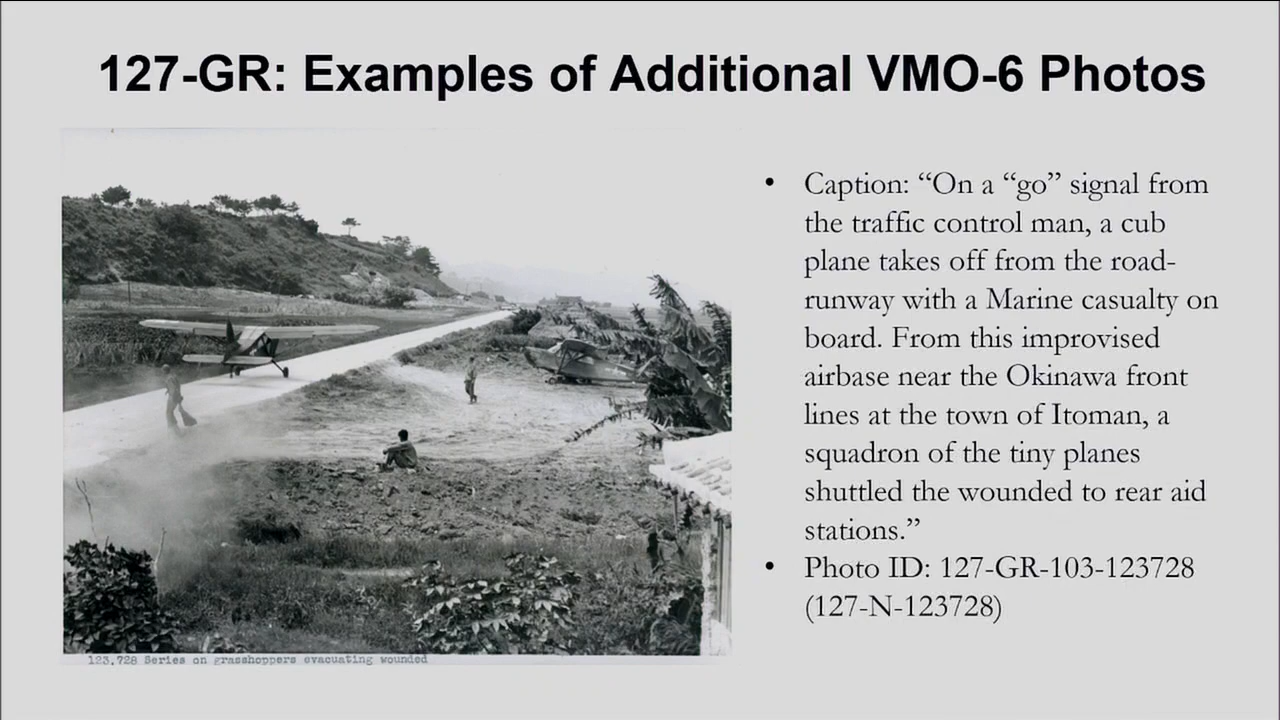 127-GR: Examples of Additional VMO-6 Photos
• Caption: “On a “go” signal from
the traffic control man, a cub
plane takes off from the road-
runway with a Marine casualty on
board. From this improvised
airbase near the Okinawa front
lines at the town of Itoman, a
squadron of the tiny planes
shuttled the wounded to rear aid
stations.”
• Photo ID: 127-GR-103-123728
(127-N-123728)
123,728 Series on grasshoppers evacuating wounded